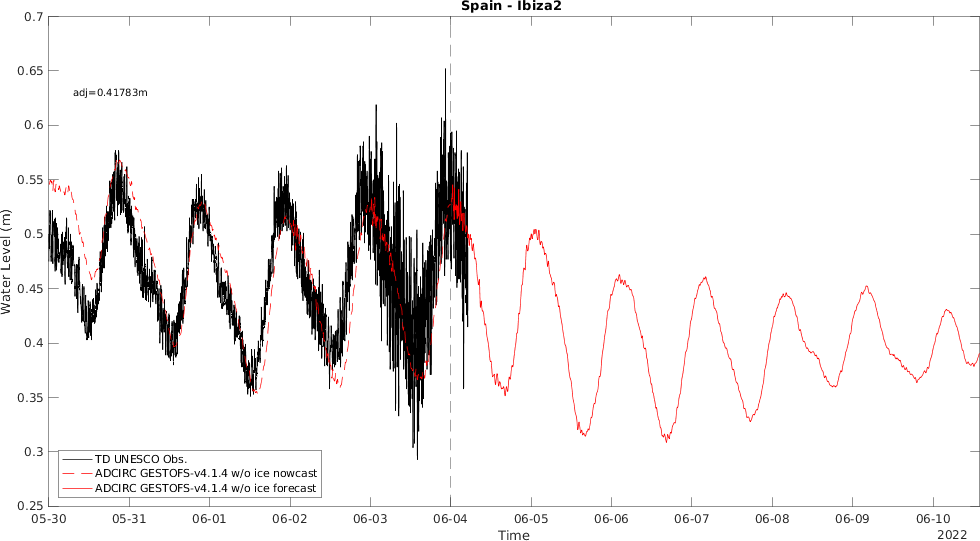 Spain - Ibiza2
0.7
0.65
adj=0.41783m
0.6
0.55
0.5
0.45
0.4
0.35
0.3
0.25
Water Level (m)
TD UNESCO Obs.
ADCIRC GESTOFS-v4.1.4 w/o ice nowcast
ADCIRC GESTOFS-v4.1.4 w/o ice forecast
05-30 05-31 06-01 06-02 06-03 06-04 06-05 06-06 06-07 06-08 06-09 06-10
Time
2022